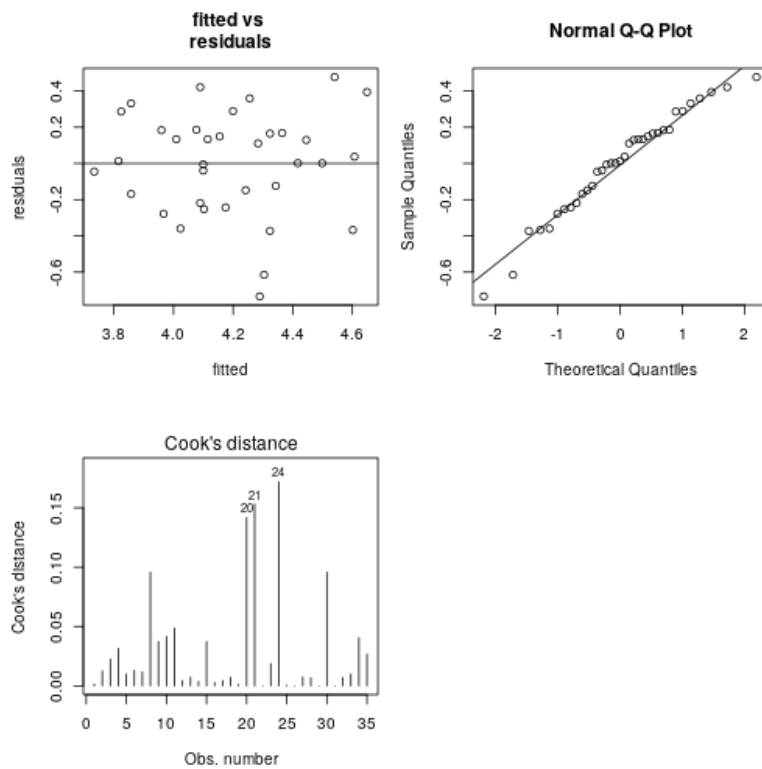 fitted vs
residuals
residuals
-0.6 -0.2 0.2 0.4
3.8 4.0 4.2 4.4 4.6
fitted
Normal Q-Q Plot
Sample Quantiles
-0.6 -0.2 0.2 0.4
-2 -1 0 1 2
Theoretical Quantiles
Cook's distance
Cook's distance
0.00 0.05 0.10 0.15
20
21
24
0 5 10 15 20 25 30 35
Obs. number